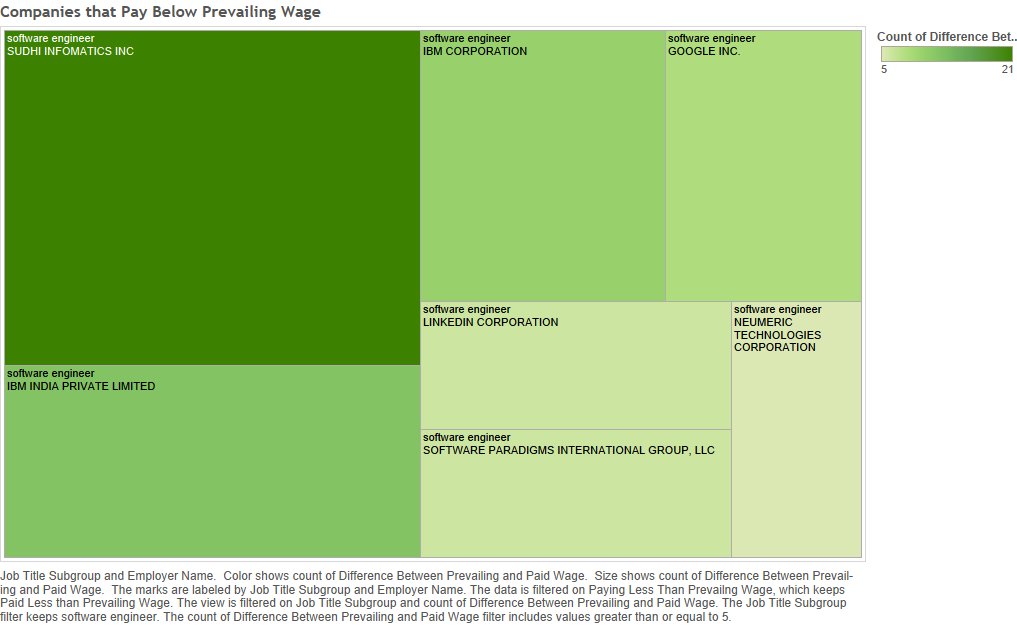 Companies that Pay Below Prevailing Wage
software engineer
SUDHI INFOMATICS INC
software engineer
IBM CORPORATION
software engineer
GOOGLE INC.
Count of Difference Bet..
5
21
software engineer
LINKEDIN CORPORATION
software engineer
NEUMERIC
TECHNOLOGIES
CORPORATION
software engineer
IBM INDIA PRIVATE LIMITED
software engineer
SOFTWARE PARADIGMS INTERNATIONAL GROUP, LLC
Job Title Subgroup and Employer Name.  Color shows count of Difference Between Prevailing and Paid Wage.  Size shows count of Difference Between Prevail-
ing and Paid Wage.  The marks are labeled by Job Title Subgroup and Employer Name. The data is filtered on Paying Less Than Prevailng Wage, which keeps
Paid Less than Prevailing Wage. The view is filtered on Job Title Subgroup and count of Difference Between Prevailing and Paid Wage. The Job Title Subgroup
filter keeps software engineer. The count of Difference Between Prevailing and Paid Wage filter includes values greater than or equal to 5.